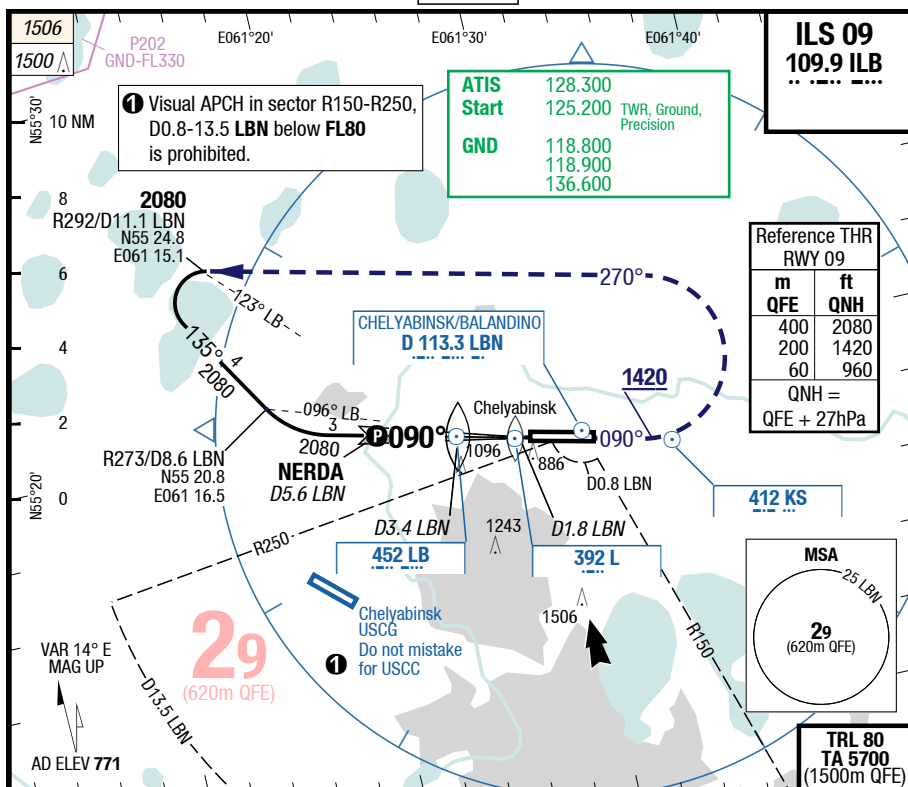 1506
1500
P202
GND-FL330
E061°20'
E061°30'
E061°40'
ILS 09
109.9 ILB
N55°30'
10 NM
8
6
4
2
0
N55°20'
❶ Visual APCH in sector R150-R250,
D0.8-13.5 LBN below FL80
is prohibited.
ATIS 128.300
Start 125.200 TWR, Ground,
Precision
GND 118.800
118.900
136.600
2080
R292/D11.1 LBN
N55 24.8
E061 15.1
123° LB
270°
Reference THR
RWY 09
m ft
QFE QNH
400 2080
200 1420
60 960
QNH =
QFE + 27hPa
CHELYABINSK/BALANDINO
D 113.3 LBN
135° 4
2080
1420
096° LB
3
2080
P
090°
Chelyabinsk
090°
R273/D8.6 LBN
N55 20.8
E061 16.5
NERDA
D5.6 LBN
1096
886
D0.8 LBN
412 KS
R250
D3.4 LBN
1243
D1.8 LBN
452 LB
392 L
MSA
25 LBN
29
(620m QFE)
Chelyabinsk
USCG
❶ Do not mistake
for USCC
1506
R150
29
(620m QFE)
VAR 14° E
MAG UP
D13.5 LBN
AD ELEV 771
TRL 80
TA 5700
(1500m QFE)